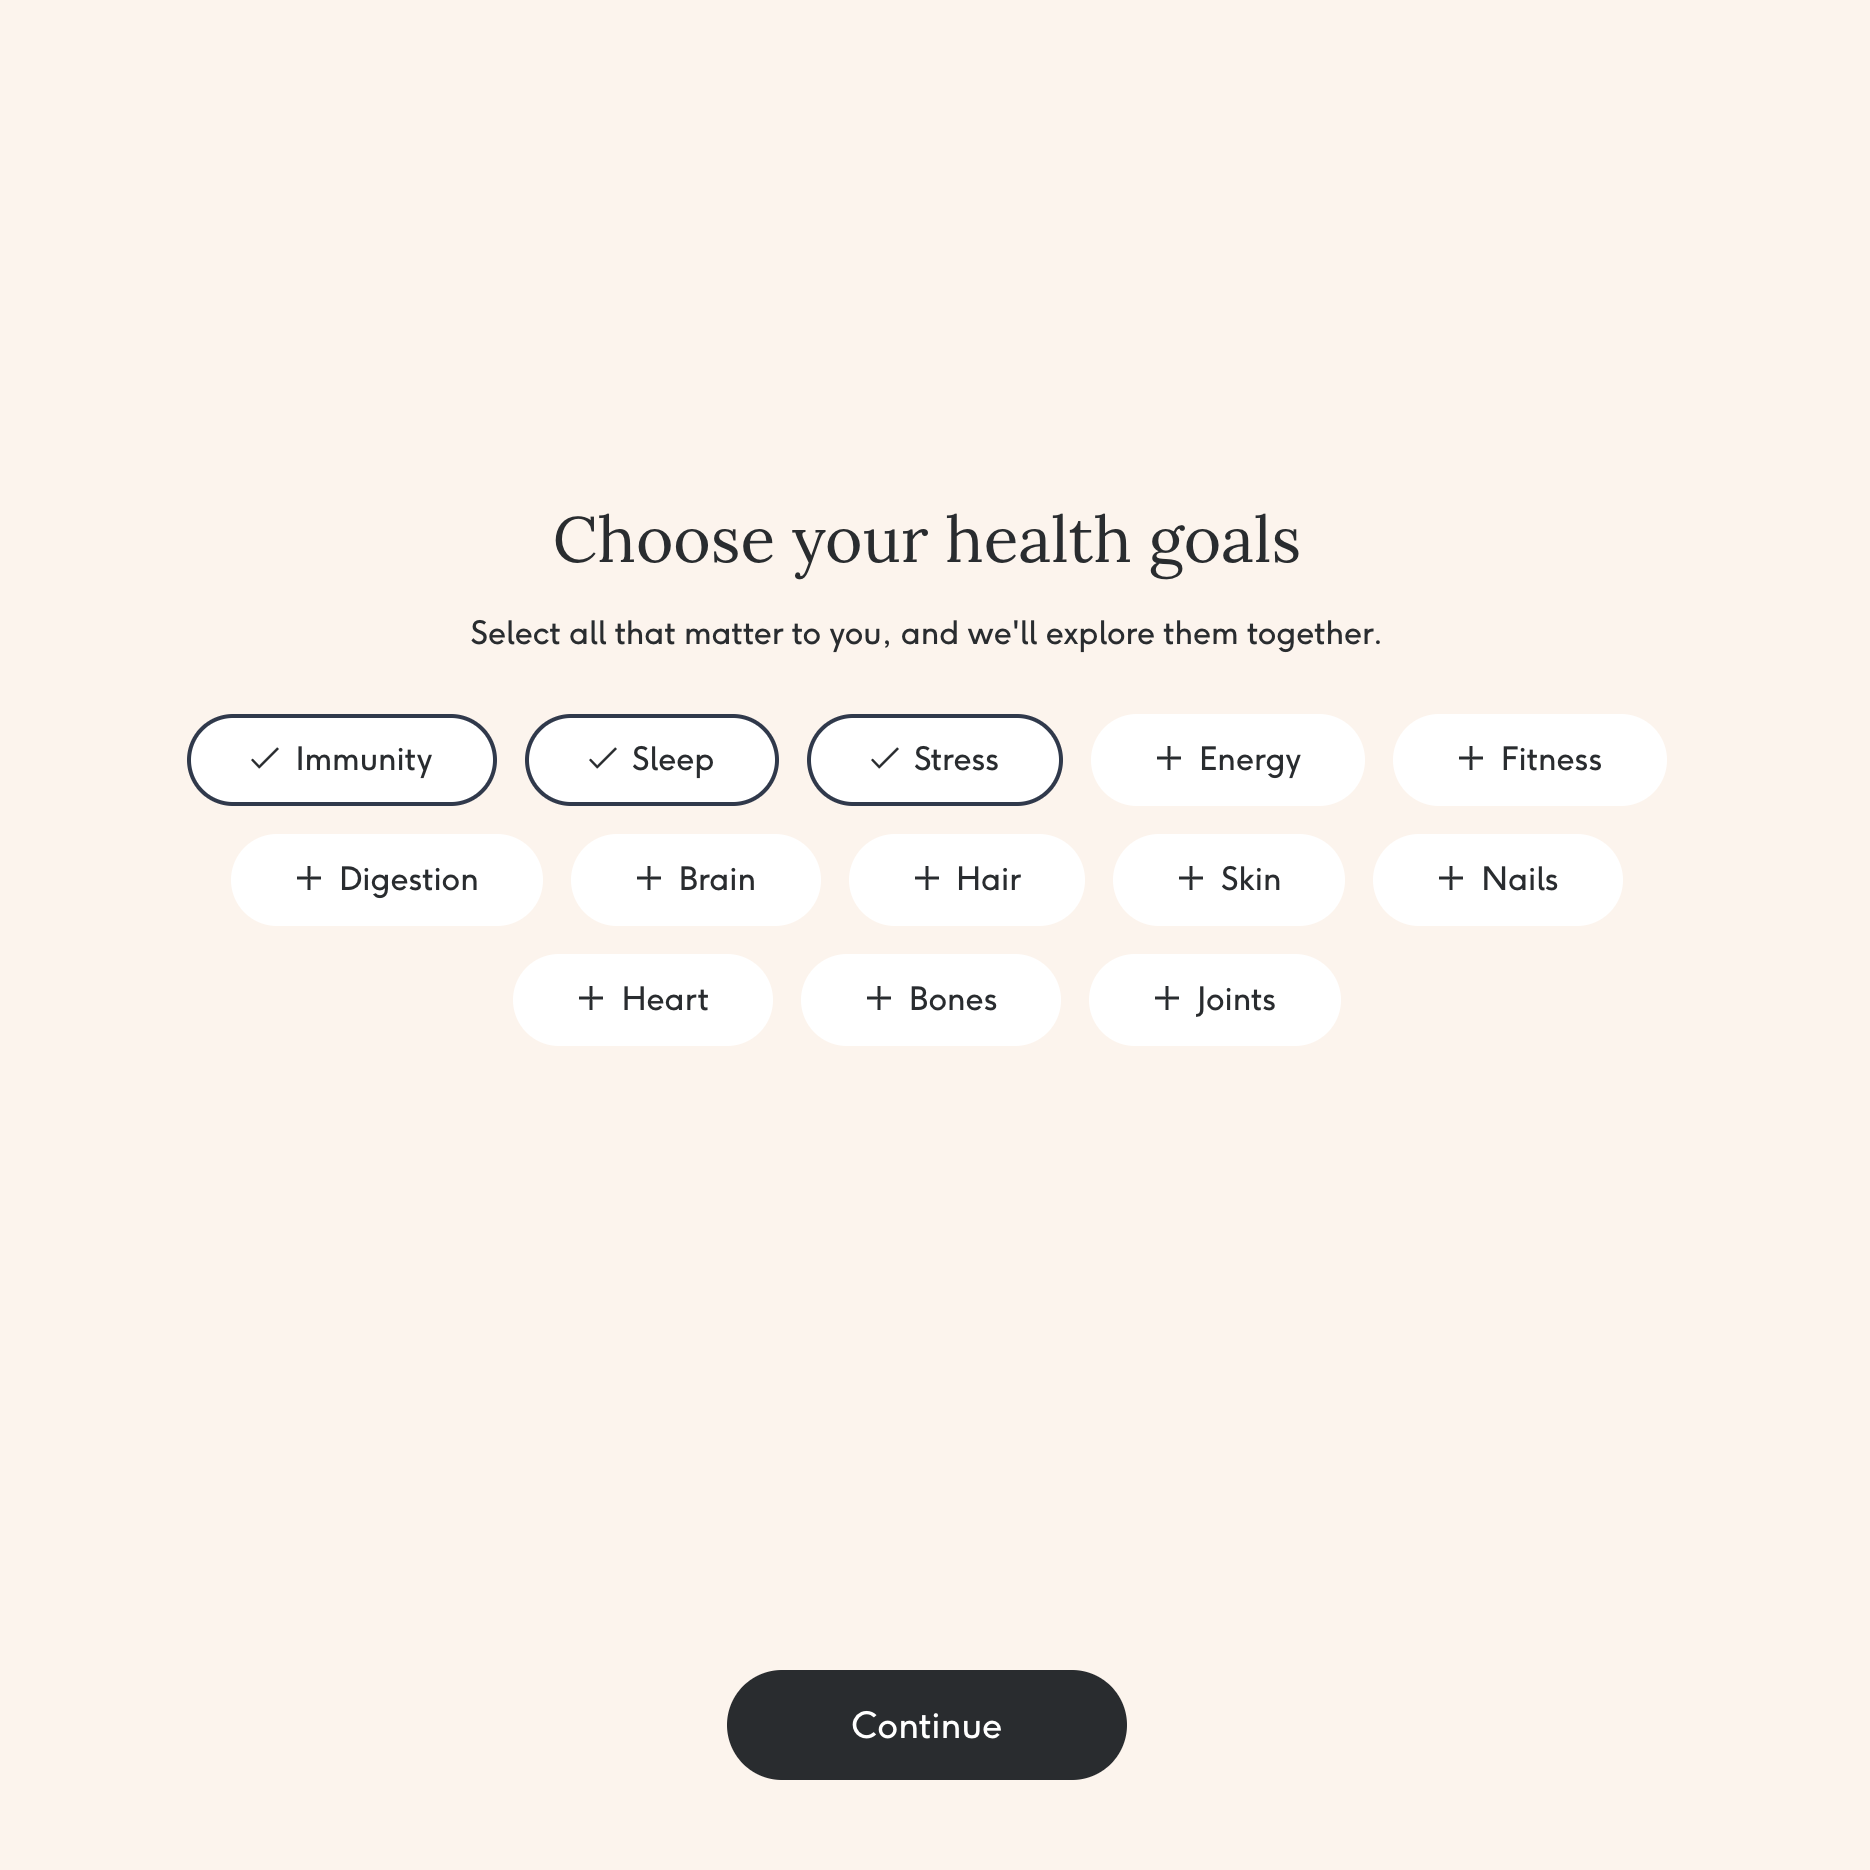 Choose your health goals
Select all that matter to you, and we'll explore them together.
Immunity Sleep Stress Energy Fitness
Digestion Brain Hair Skin Nails
Heart Bones Joints
Continue